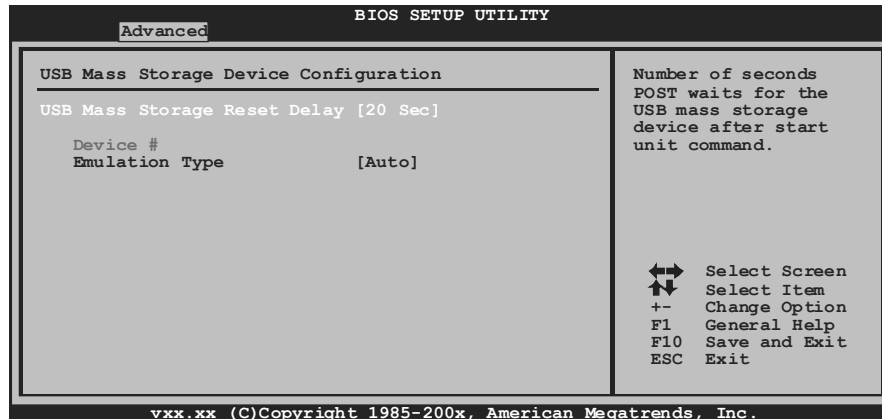 BIOS SETUP UTILITY
Advanced
USB Mass Storage Device Configuration
USB Mass Storage Reset Delay [20 Sec]
Device #
Emulation Type [Auto]
Number of seconds
POST waits for the
USB mass storage
device after start
unit command.
Select Screen
Select Item
+- Change Option
F1 General Help
F10 Save and Exit
ESC Exit
vxx.xx (C)Copyright 1985-200x, American Megatrends, Inc.